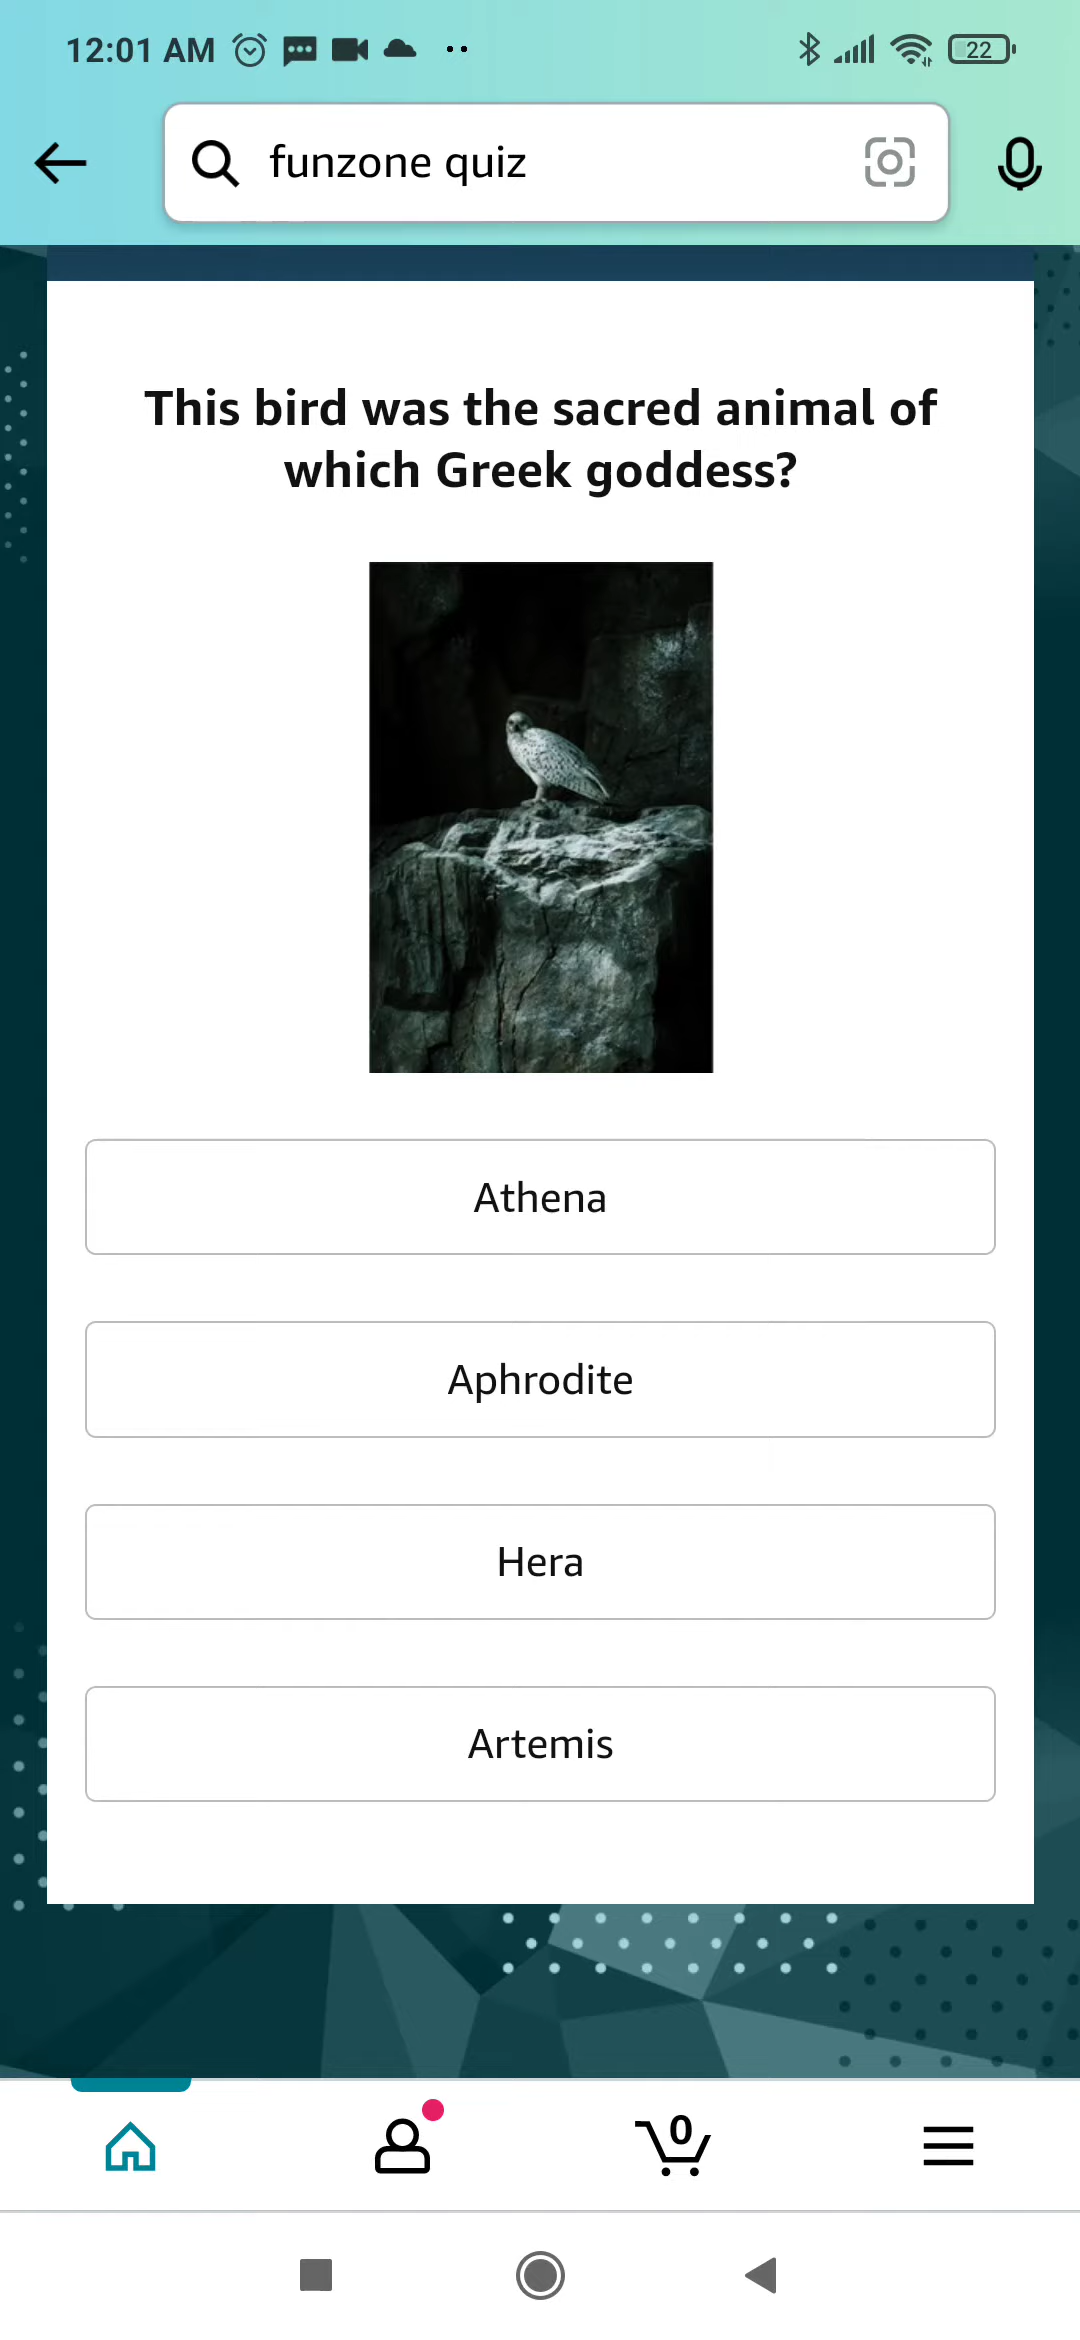 12:01 AM
22
funzone quiz
This bird was the sacred animal of
which Greek goddess?
Athena
Aphrodite
Hera
Artemis
0